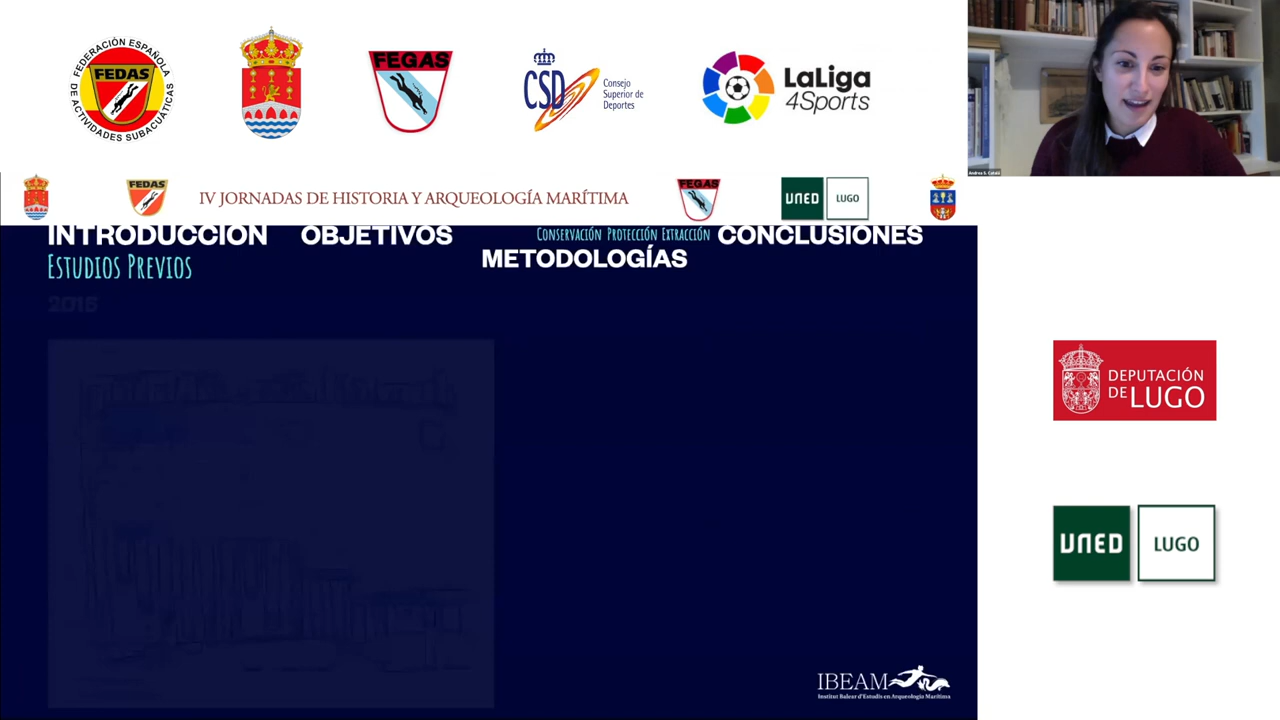 FEDERACIÓN ESPAÑOLA
DE ACTIVIDADES SUBACUÁTICAS
FEDAS
FEGAS
CSD
Consejo
Superior de
Deportes
LaLiga
4Sports
Andrea S. Calaiò
FEDAS
IV JORNADAS DE HISTORIA Y ARQUEOLOGÍA MARÍTIMA
FEGAS
UNED
LUGO
INTRODUCCIÓN
OBJETIVOS
Conservación Protección Extracción
CONCLUSIONES
METODOLOGÍAS
Estudios Previos
2015
DEPUTACIÓN
DE LUGO
UNED
LUGO
IBEAM
Institut Balear d'Estudis en Arqueologia Marítima